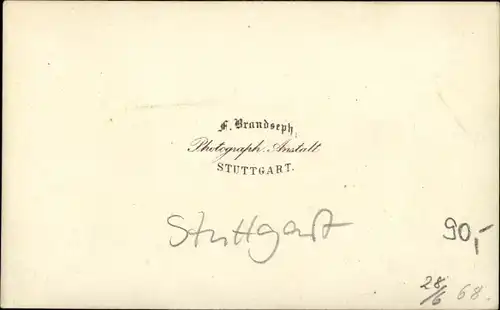 F. Brandseph,
Photograph. Anstalt
STUTTGART.
Stuttgart
90,-
28/6 68.